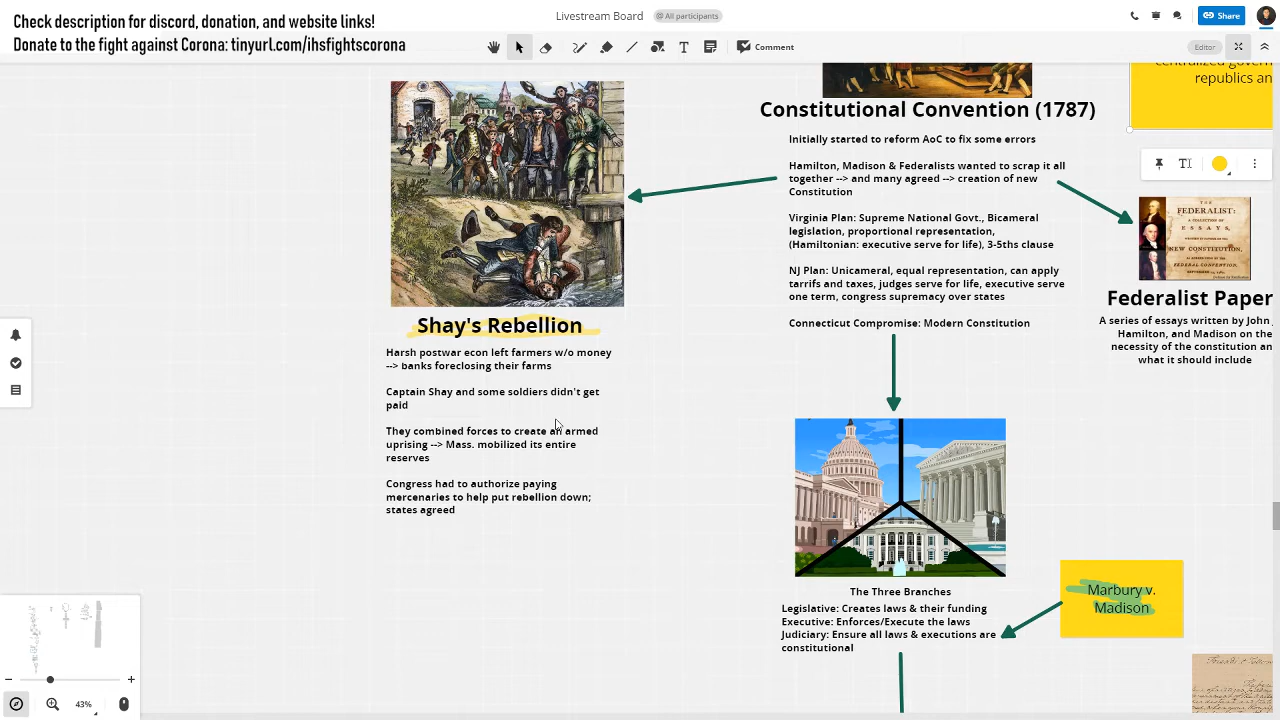 Check description for discord, donation, and website links!
Donate to the fight against Corona: tinyurl.com/ihsfightscorona
Livestream Board
All participants
Share
Comment
Editor
republics an
Constitutional Convention (1787)
Initially started to reform AoC to fix some errors
Hamilton, Madison & Federalists wanted to scrap it all
together --> and many agreed --> creation of new
Constitution
Virginia Plan: Supreme National Govt., Bicameral
legislation, proportional representation,
(Hamiltonian: executive serve for life), 3-5ths clause
NJ Plan: Unicameral, equal representation, can apply
tarrifs and taxes, judges serve for life, executive serve
one term, congress supremacy over states
Connecticut Compromise: Modern Constitution
Shay's Rebellion
Harsh postwar econ left farmers w/o money
--> banks foreclosing their farms
Captain Shay and some soldiers didn't get
paid
They combined forces to create an armed
uprising --> Mass. mobilized its entire
reserves
Congress had to authorize paying
mercenaries to help put rebellion down;
states agreed
THE
FEDERALIST:
A COLLECTION OF
ESSAYS,
NEW CONSTITUTION,
Federalist Paper
A series of essays written by John
Hamilton, and Madison on the
necessity of the constitution an
what it should include
The Three Branches
Legislative: Creates laws & their funding
Executive: Enforces/Execute the laws
Judiciary: Ensure all laws & executions are
constitutional
Marbury v.
Madison
43%